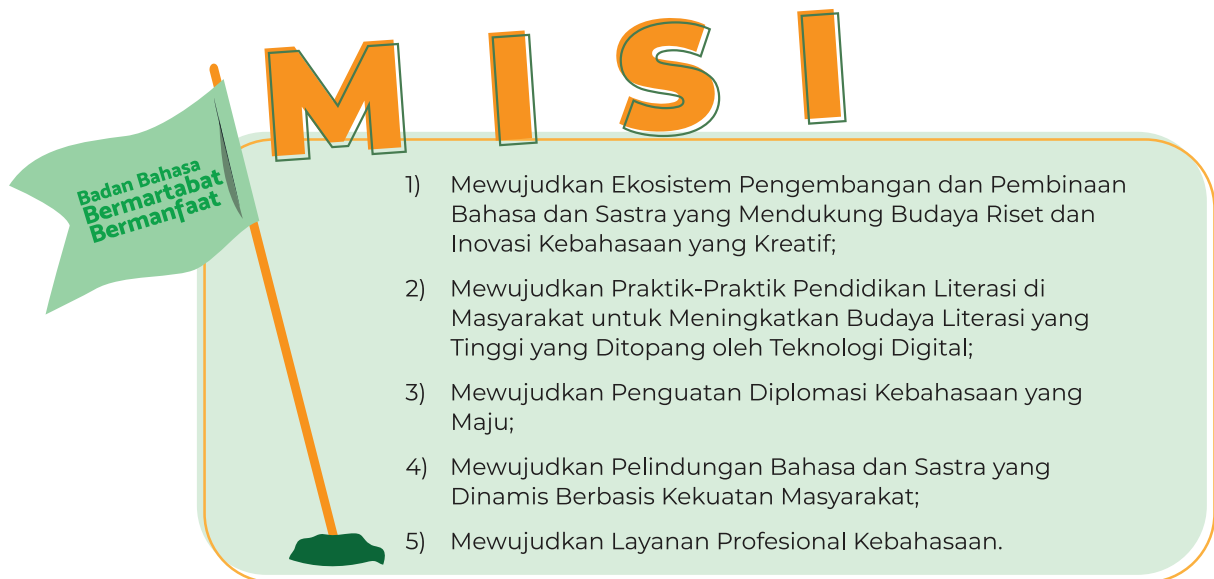 MISI
Badan Bahasa
Bermartabat
Bermanfaat
1) Mewujudkan Ekosistem Pengembangan dan Pembinaan
Bahasa dan Sastra yang Mendukung Budaya Riset dan
Inovasi Kebahasaan yang Kreatif;
2) Mewujudkan Praktik-Praktik Pendidikan Literasi di
Masyarakat untuk Meningkatkan Budaya Literasi yang
Tinggi yang Ditopang oleh Teknologi Digital;
3) Mewujudkan Penguatan Diplomasi Kebahasaan yang
Maju;
4) Mewujudkan Pelindungan Bahasa dan Sastra yang
Dinamis Berbasis Kekuatan Masyarakat;
5) Mewujudkan Layanan Profesional Kebahasaan.